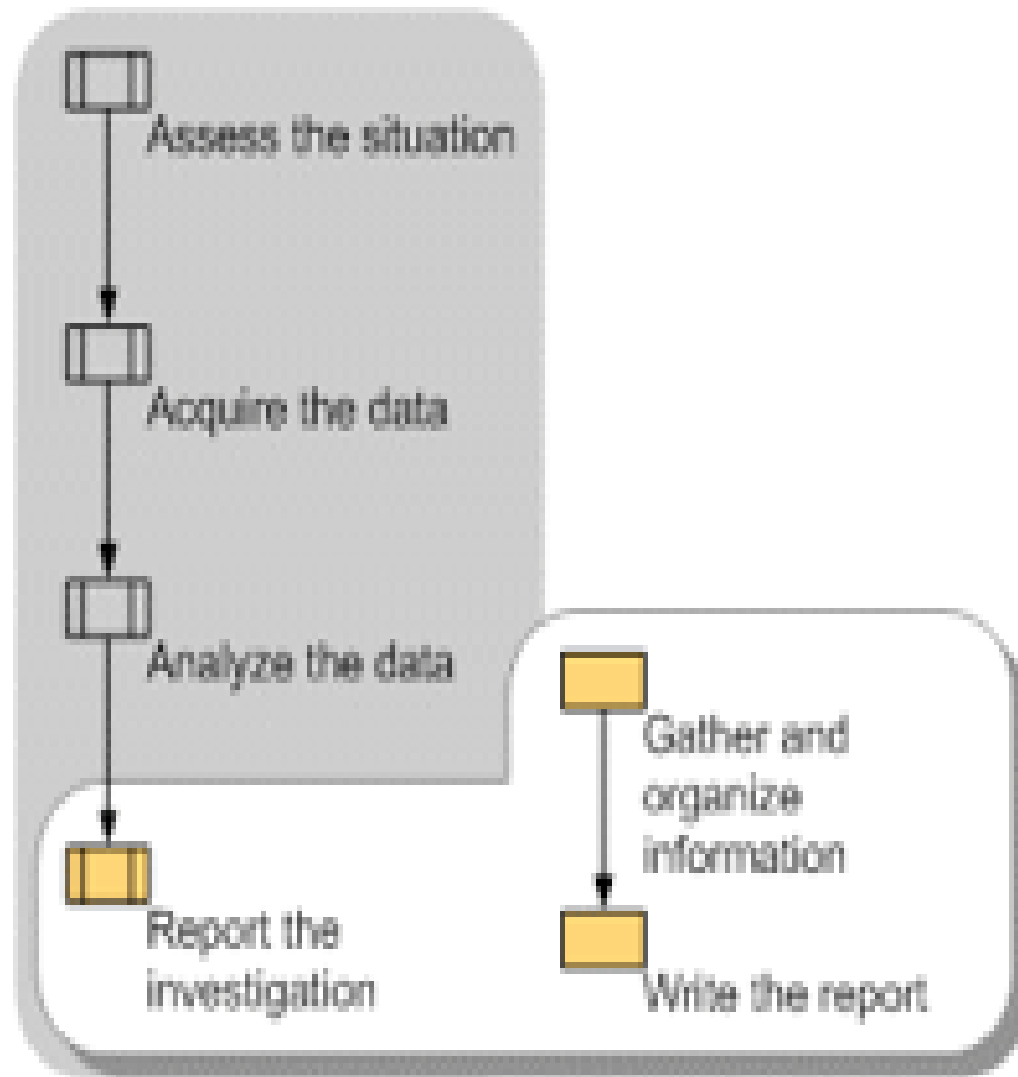 Assess the situation
Acquire the data
Analyze the data
Report the
investigation
Gather and
organize
information
Write the report